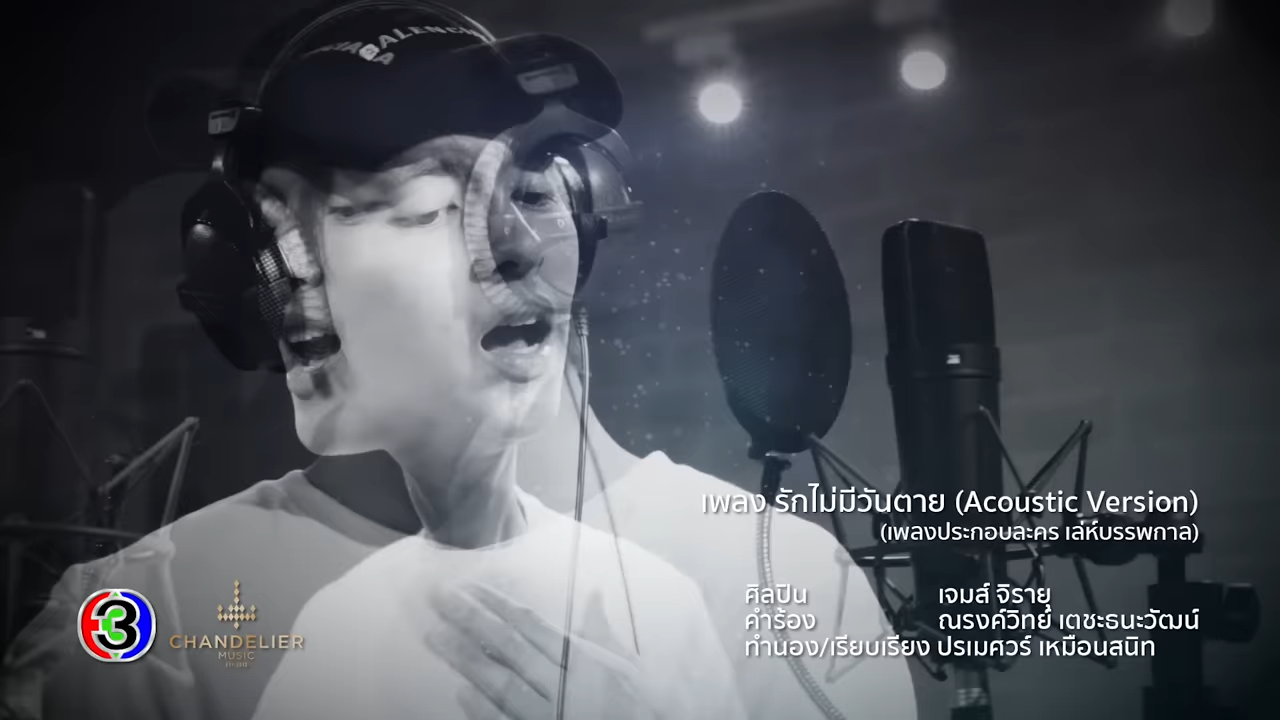 BALENCIAGA
เพลง รักไม่มีวันตาย (Acoustic Version)
(เพลงประกอบละคร เล่ห์บรรพกาล)
ศิลปิน เจมส์ จิรายุ
คำร้อง ณรงค์วิทย์ เตชะธนะวัฒน์
ทำนอง/เรียบเรียง ปรเมศวร์ เหมือนสนิท
3
CHANDELIER
MUSIC